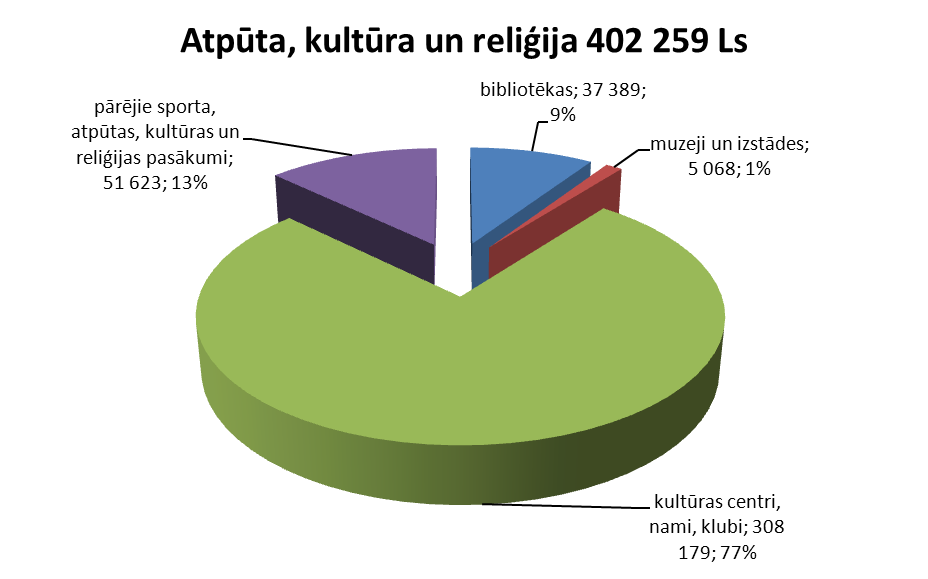 Atpūta, kultūra un reliģija 402 259 Ls
bibliotēkas; 37 389;
9%
muzeji un izstādes;
5 068; 1%
kultūras centri,
nami, klubi; 308
179; 77%
pārējie sporta,
atpūtas, kultūras un
reliģijas pasākumi;
51 623; 13%